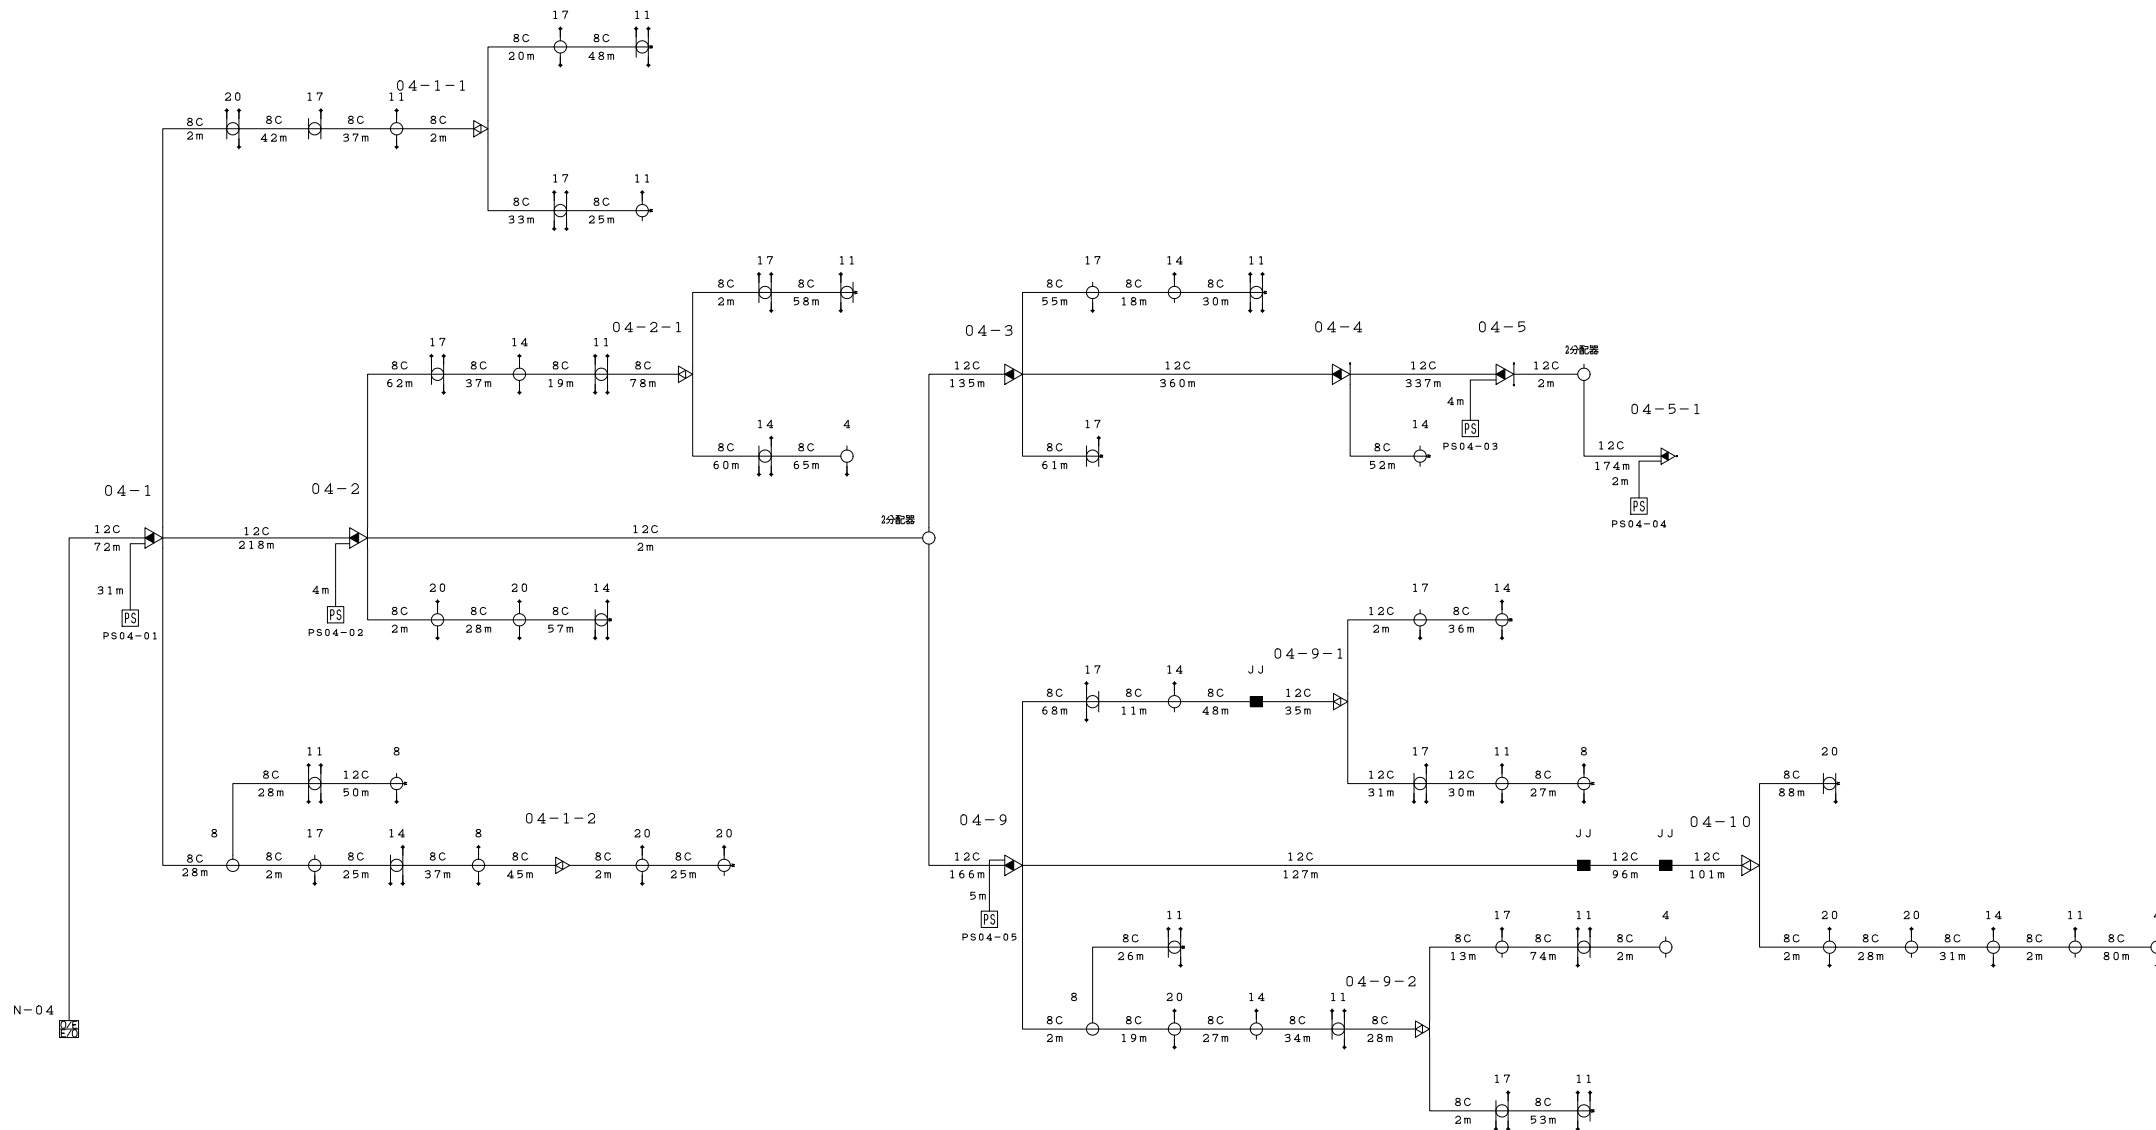 17 11
8C 8C
20m 48m
04-1-1
20 17 11
8C 8C 8C 8C
2m 42m 37m 2m
17 11
8C 8C
33m 25m
17 11
8C 8C
2m 58m
17 14 11
8C 8C 8C
55m 18m 30m
04-2-1 04-3 04-4 04-5
17 14 11
2分配器
8C 8C 8C 8C
62m 37m 19m 78m
12C 12C 12C 12C
135m 360m 337m 2m
4m
PS
PS04-03
04-5-1
14 4
8C 8C
60m 65m
17
8C
61m
14
8C
52m
12C
174m
2m
PS
PS04-04
04-1 04-2
2分配器
12C 12C 12C
72m 218m 2m
31m 4m
PS PS
PS04-01 PS04-02
20 20 14
8C 8C 8C
2m 28m 57m
17 14
12C 8C
2m 36m
04-9-1
17 14 JJ
8C 8C 8C 12C
68m 11m 48m 35m
11 8
8C 12C
28m 50m
17 11 8
12C 12C 8C
31m 30m 27m
20
8C
88m
04-1-2 04-9 04-10
8 17 14 8 20 20
8C 8C 8C 8C 8C 8C 8C
28m 2m 25m 37m 45m 2m 25m
JJ JJ
12C 12C 12C 12C
166m 127m 96m 101m
5m
PS
PS04-05
11
8C
26m
17 11 4
8C 8C 8C
13m 74m 2m
20 20 14 11
8C 8C 8C 8C 8C
2m 28m 31m 2m 80m
04-9-2
8 20 14 11
8C 8C 8C 8C 8C
2m 19m 27m 34m 28m
N-04
O/E
E/O
17 11
8C 8C
2m 53m